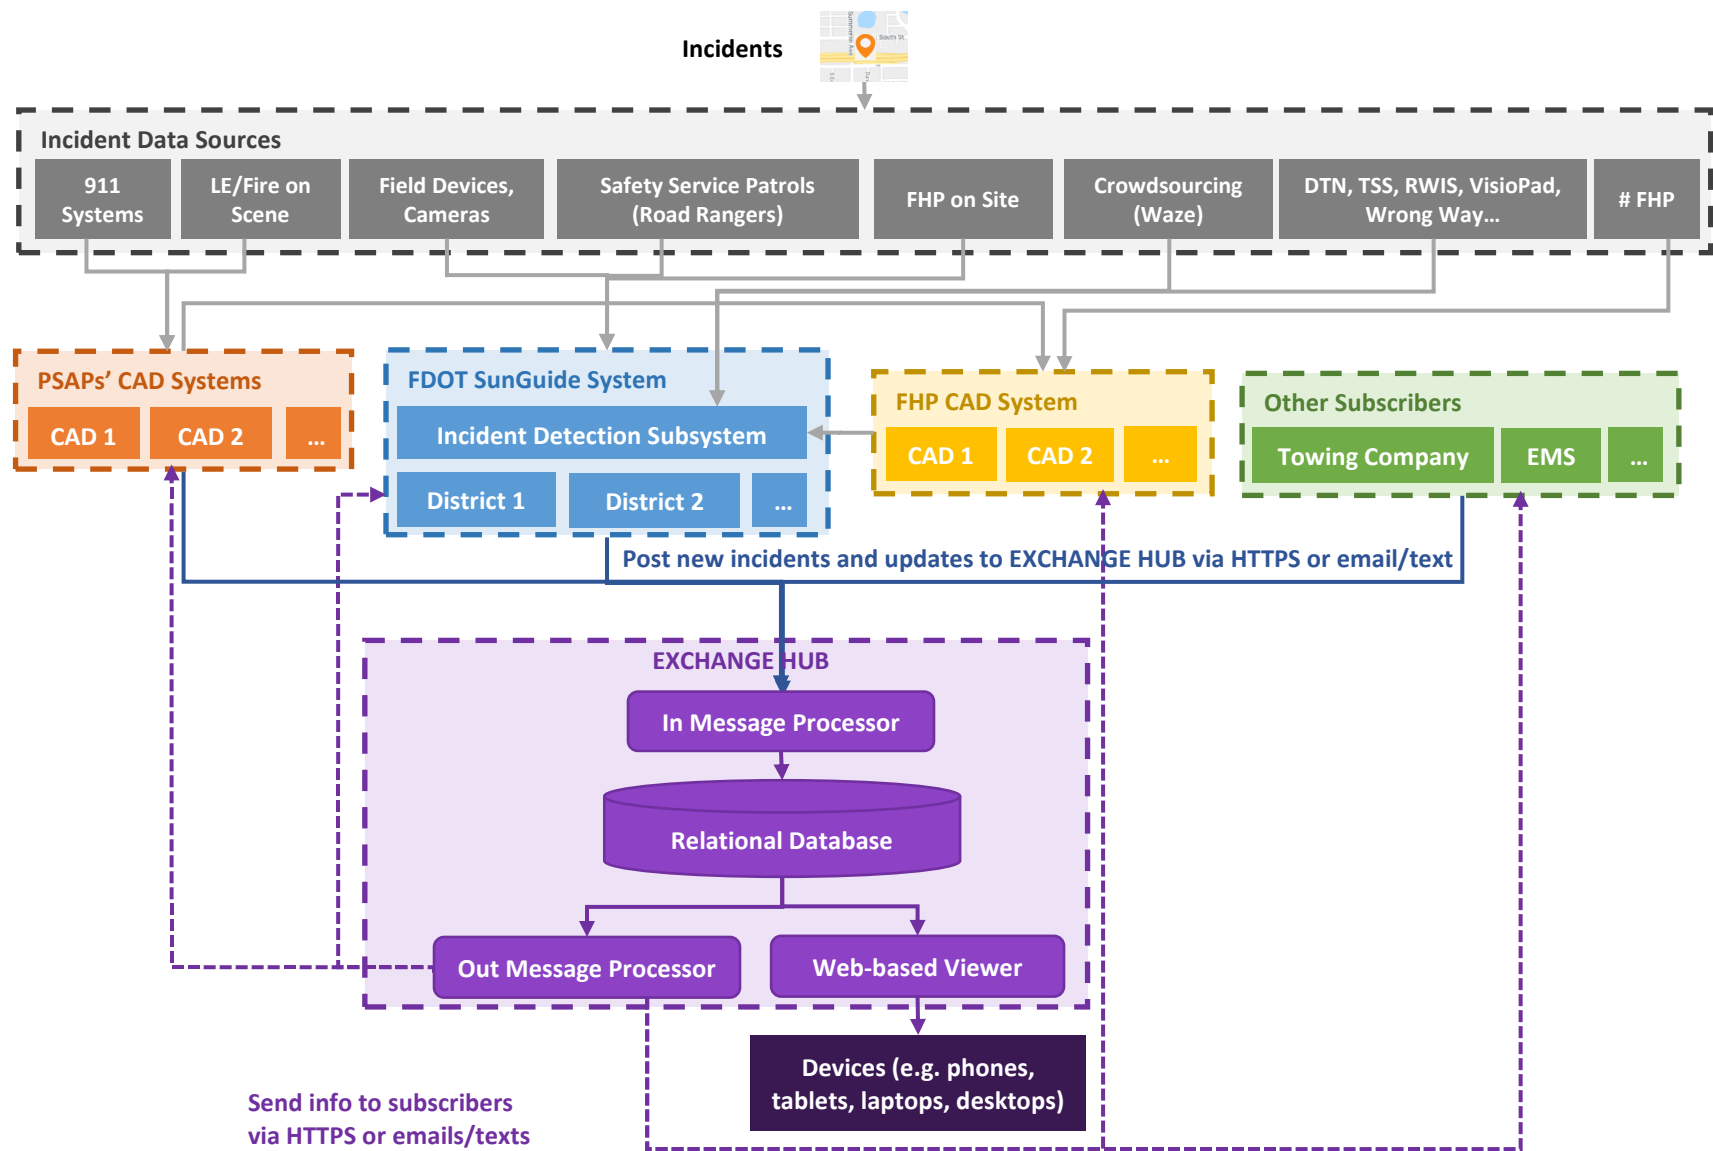 Incidents
Summerlin Ave
South St
Incident Data Sources
911
Systems
LE/Fire on
Scene
Field Devices,
Cameras
Safety Service Patrols
(Road Rangers)
FHP on Site
Crowdsourcing
(Waze)
DTN, TSS, RWIS, VisioPad,
Wrong Way...
# FHP
PSAPs’ CAD Systems
CAD 1
CAD 2
...
FDOT SunGuide System
Incident Detection Subsystem
District 1
District 2
...
FHP CAD System
CAD 1
CAD 2
...
Other Subscribers
Towing Company
EMS
...
Post new incidents and updates to EXCHANGE HUB via HTTPS or email/text
EXCHANGE HUB
In Message Processor
Relational Database
Out Message Processor
Web-based Viewer
Devices (e.g. phones,
tablets, laptops, desktops)
Send info to subscribers
via HTTPS or emails/texts